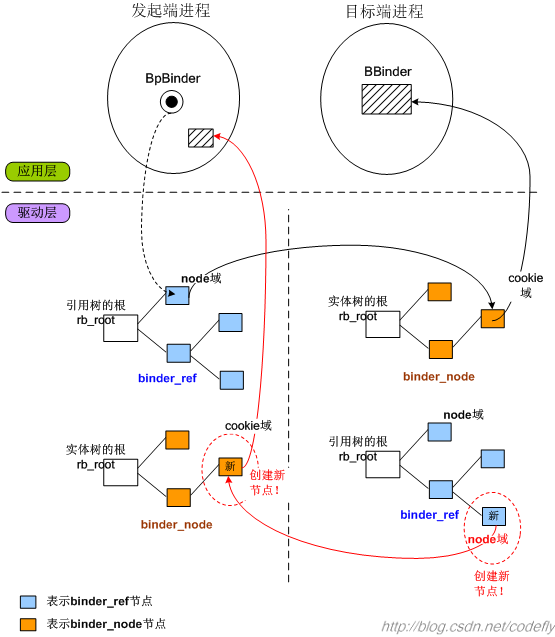 发起端进程
目标端进程
BpBinder
BBinder
应用层
驱动层
node域
cookie
域
引用树的根
rb_root
实体树的根
rb_root
binder_ref
binder_node
cookie域
node域
实体树的根
rb_root
新
创建新
节点！
引用树的根
rb_root
binder_node
binder_ref
新
node域
创建新
节点！
表示binder_ref节点
表示binder_node节点
http://blog.csdn.net/codefly